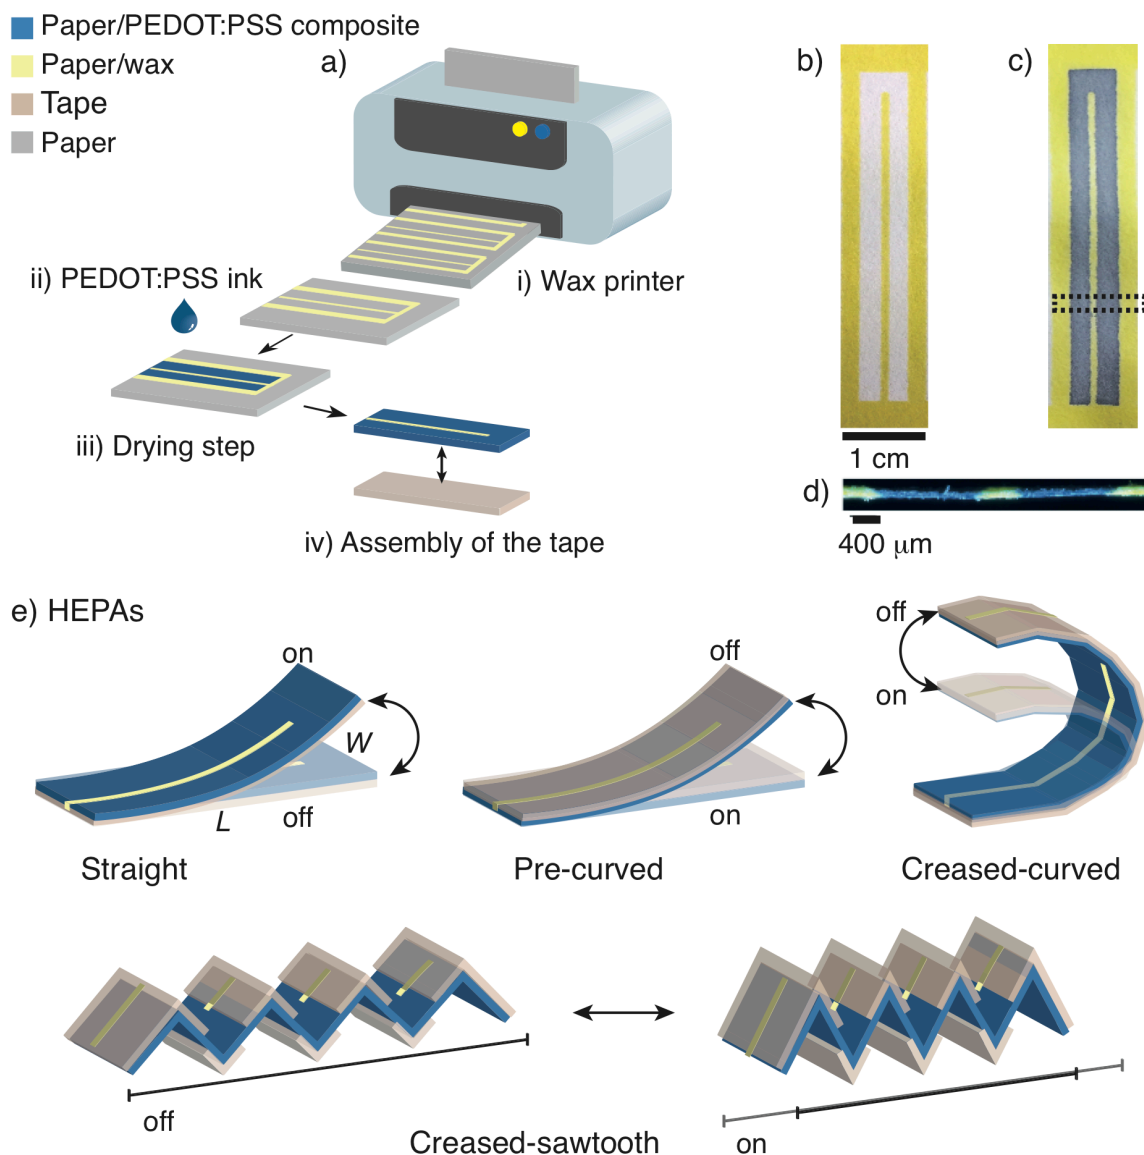 Paper/PEDOT:PSS composite
Paper/wax
Tape
Paper
a)
b)
c)
i) Wax printer
ii) PEDOT:PSS ink
iii) Drying step
iv) Assembly of the tape
1 cm
d)
400 μm
e) HEPAs
on
W
L
off
Straight
off
on
Pre-curved
off
on
Creased-curved
off
on
Creased-sawtooth